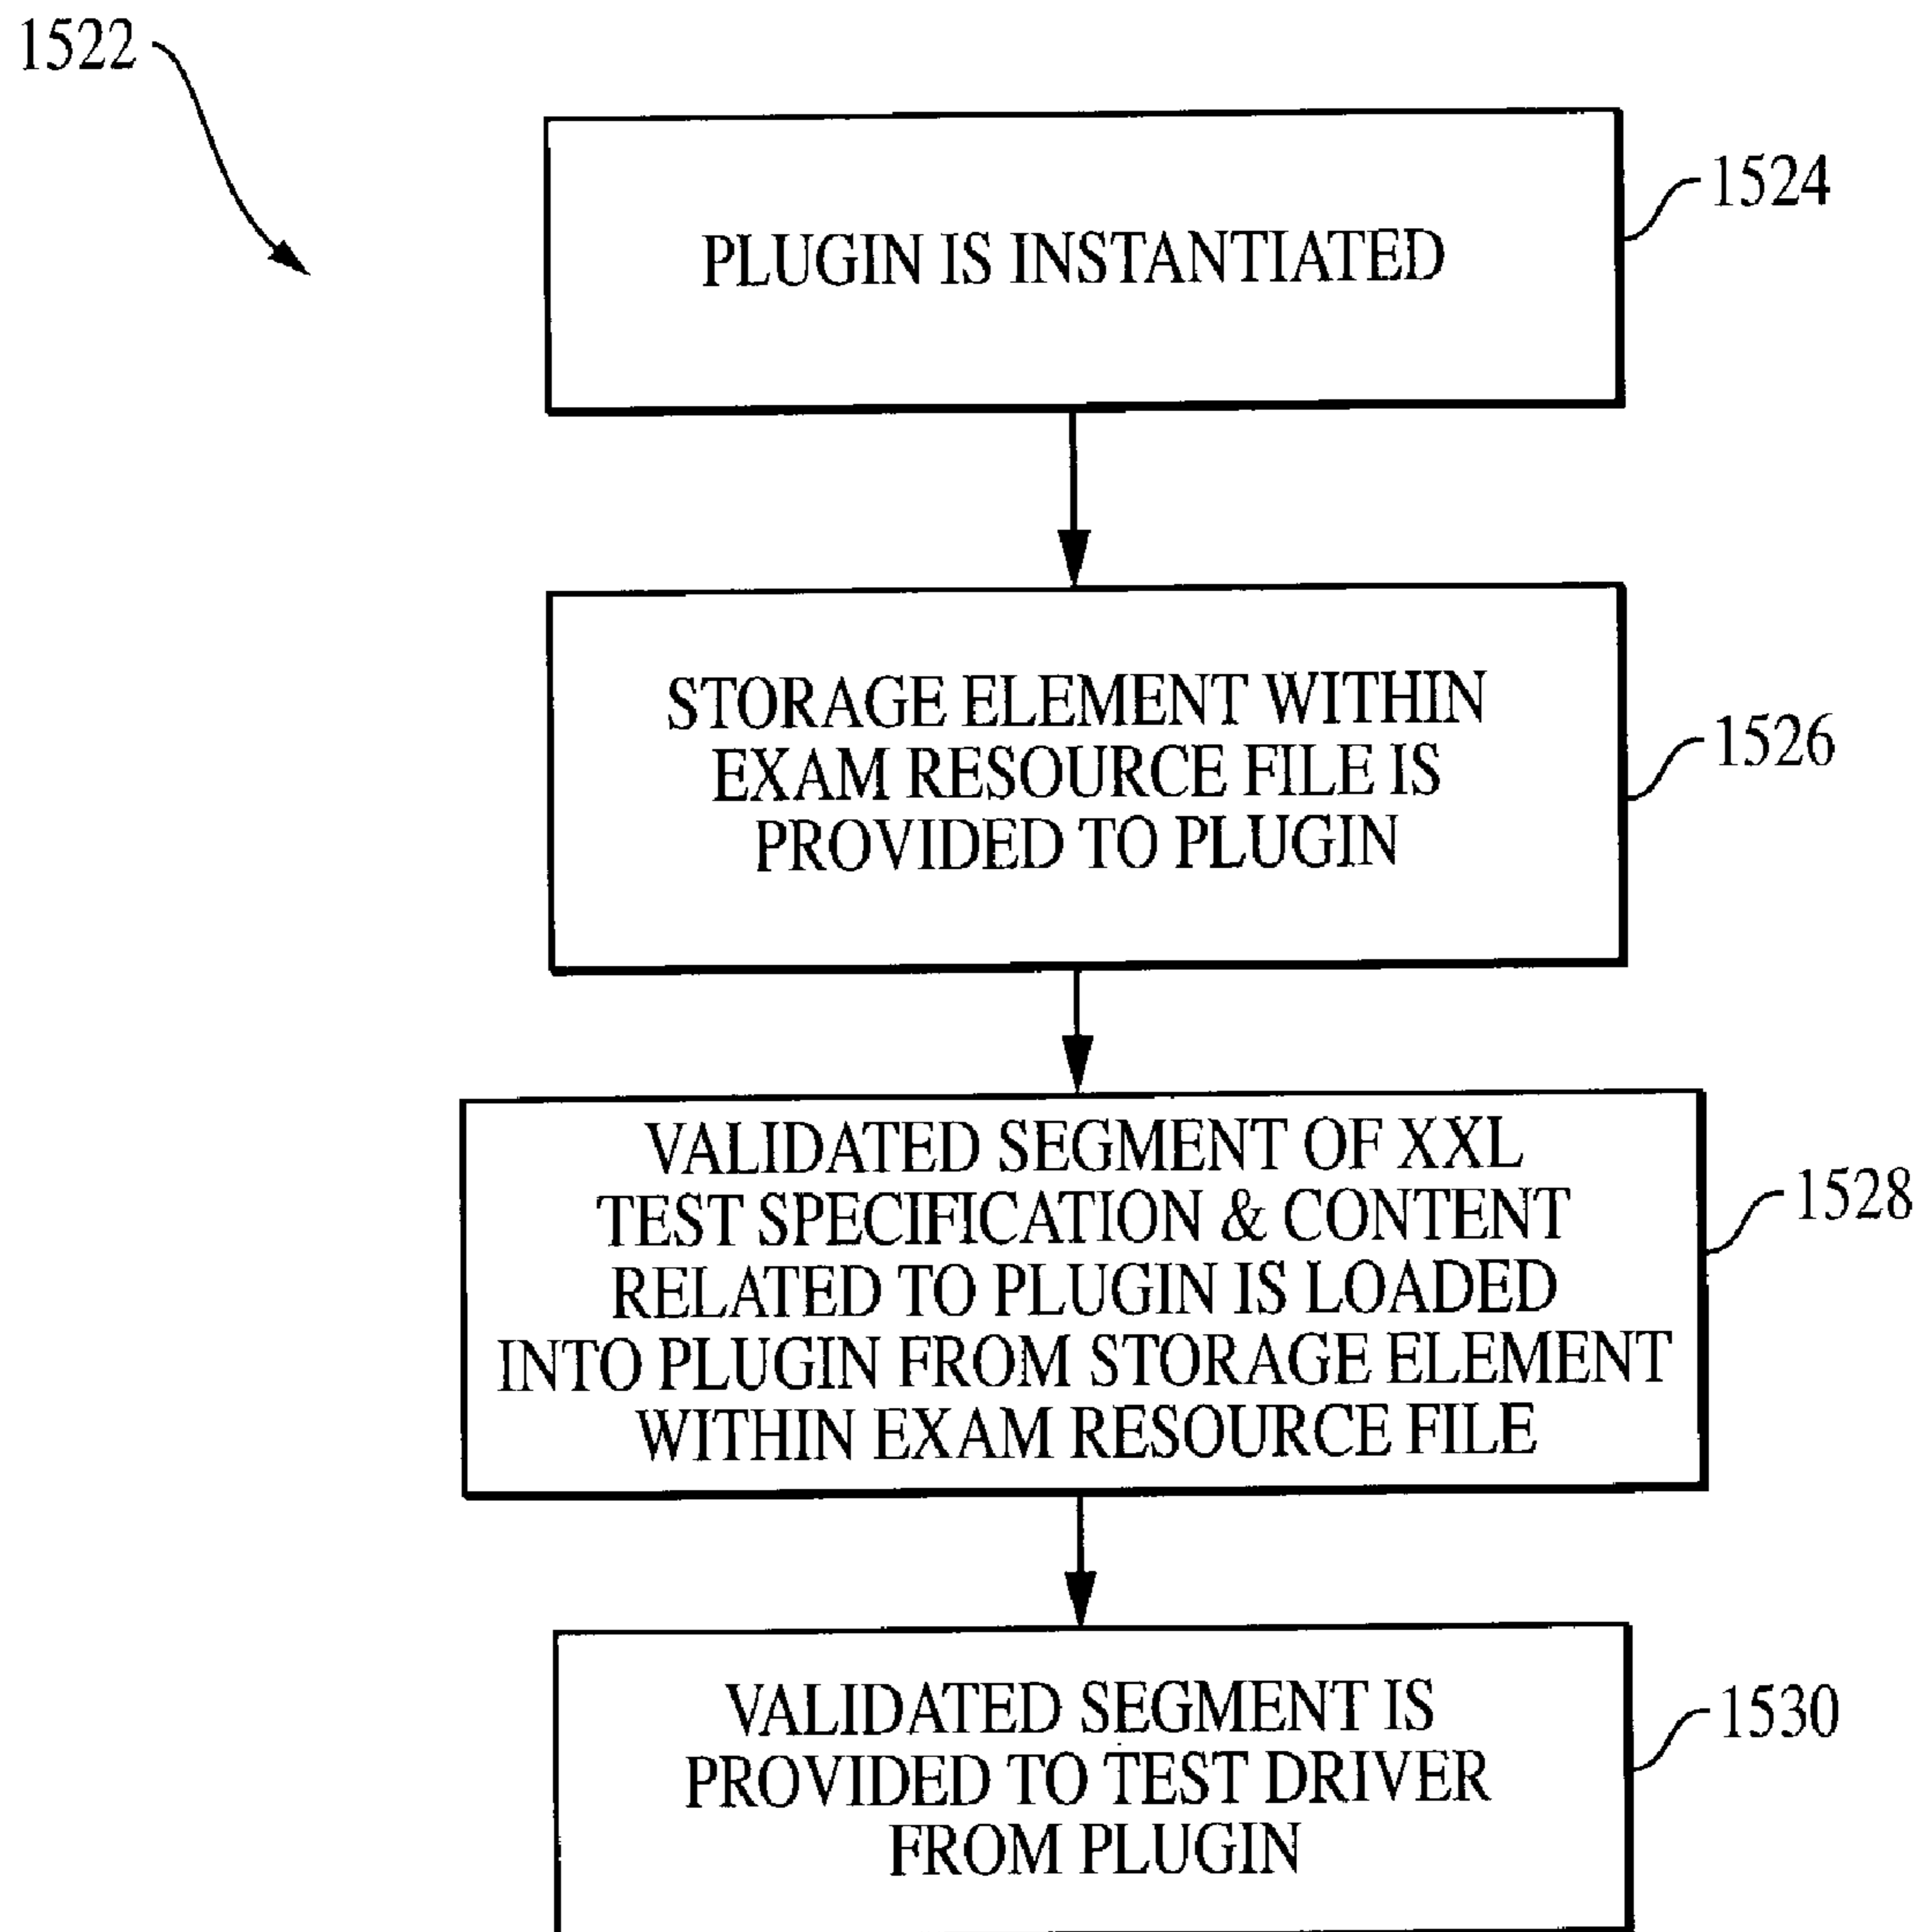 1522
PLUGIN IS INSTANTIATED
1524
STORAGE ELEMENT WITHIN
EXAM RESOURCE FILE IS
PROVIDED TO PLUGIN
1526
VALIDATED SEGMENT OF XXL
TEST SPECIFICATION & CONTENT
RELATED TO PLUGIN IS LOADED
INTO PLUGIN FROM STORAGE ELEMENT
WITHIN EXAM RESOURCE FILE
1528
VALIDATED SEGMENT IS
PROVIDED TO TEST DRIVER
FROM PLUGIN
1530